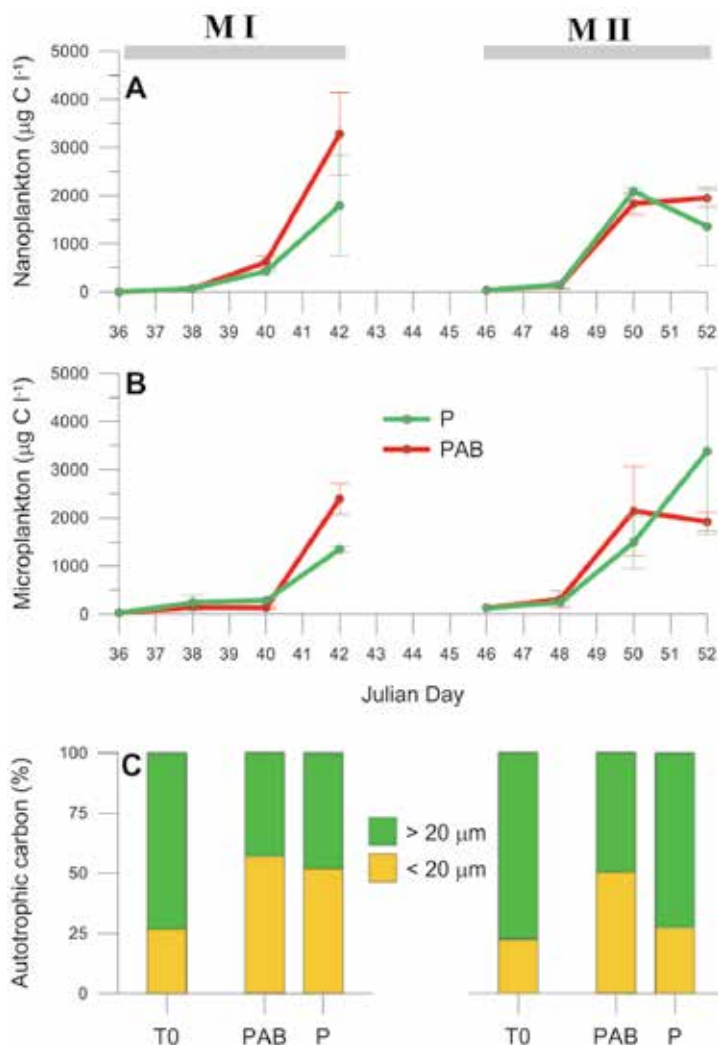 M I M II
A
Nanoplankton (μg C l⁻¹)
5000
4000
3000
2000
1000
0
36 37 38 39 40 41 42 43 44 45 46 47 48 49 50 51 52
B
Microplankton (μg C l⁻¹)
5000
4000
3000
2000
1000
0
P
PAB
36 37 38 39 40 41 42 43 44 45 46 47 48 49 50 51 52
Julian Day
C
Autotrophic carbon (%)
100
75
50
25
0
> 20 μm
< 20 μm
T0 PAB P T0 PAB P